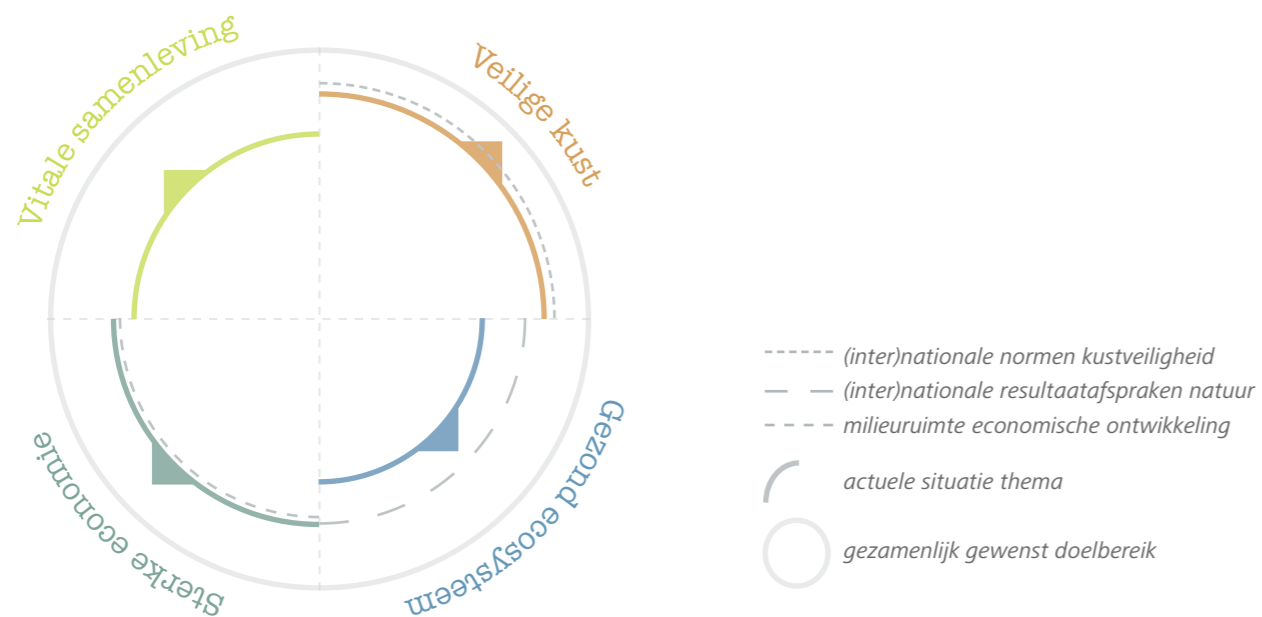 Vitale samenleving
Veilige kust
Gezond ecosysteem
Sterke economie
(inter)nationale normen kustveiligheid
(inter)nationale resultaatafspraken natuur
milieuruimte economische ontwikkeling
actuele situatie thema
gezamenlijk gewenst doelbereik